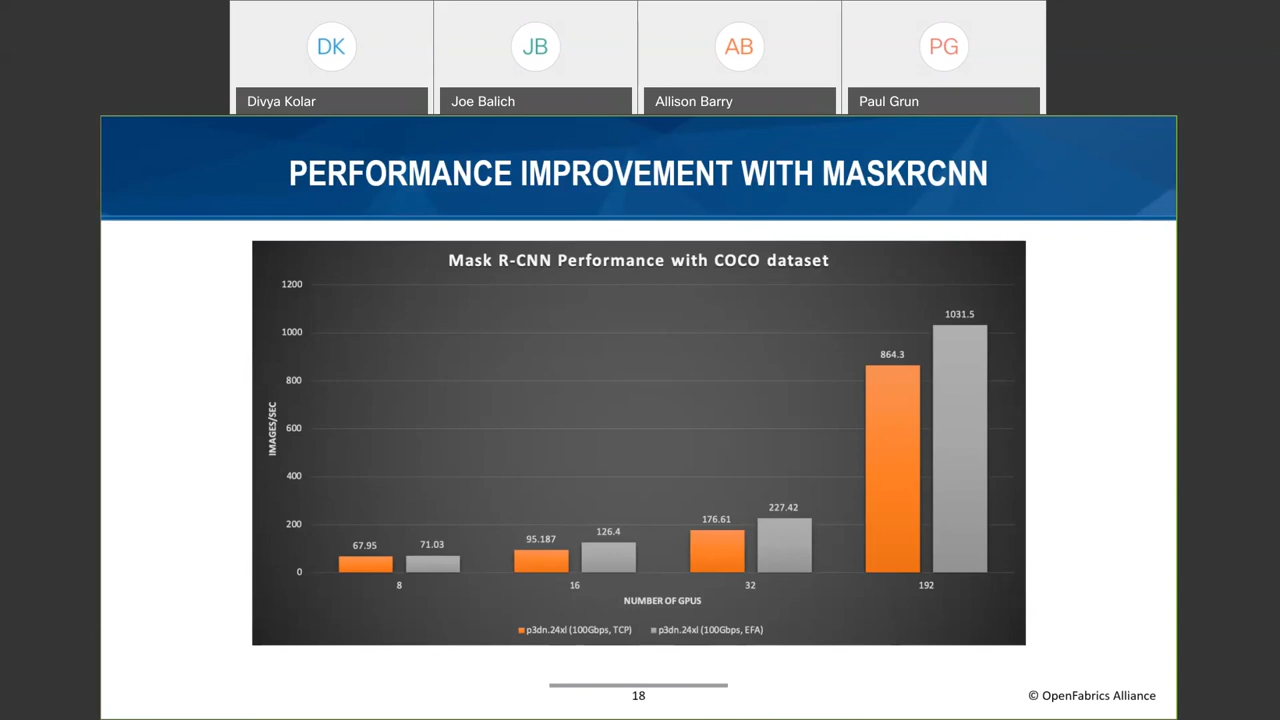 DK
JB
AB
PG
Divya Kolar
Joe Balich
Allison Barry
Paul Grun
PERFORMANCE IMPROVEMENT WITH MASKRCNN
Mask R-CNN Performance with COCO dataset
1200
1000
800
600
400
200
0
IMAGES/SEC
67.95
71.03
95.187
126.4
176.61
227.42
864.3
1031.5
8
16
32
192
NUMBER OF GPUS
p3dn.24xl (100Gbps, TCP)
p3dn.24xl (100Gbps, EFA)
18
© OpenFabrics Alliance